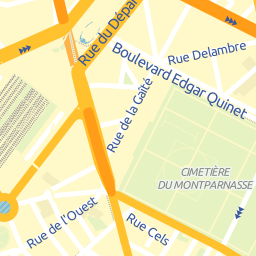 Rue du Dépar
Boulevard Edgar Quinet
Rue Delambre
Rue de la Gaîté
CIMETIÈRE
DU MONTPARNASSE
Rue de l'Ouest
Rue Cels